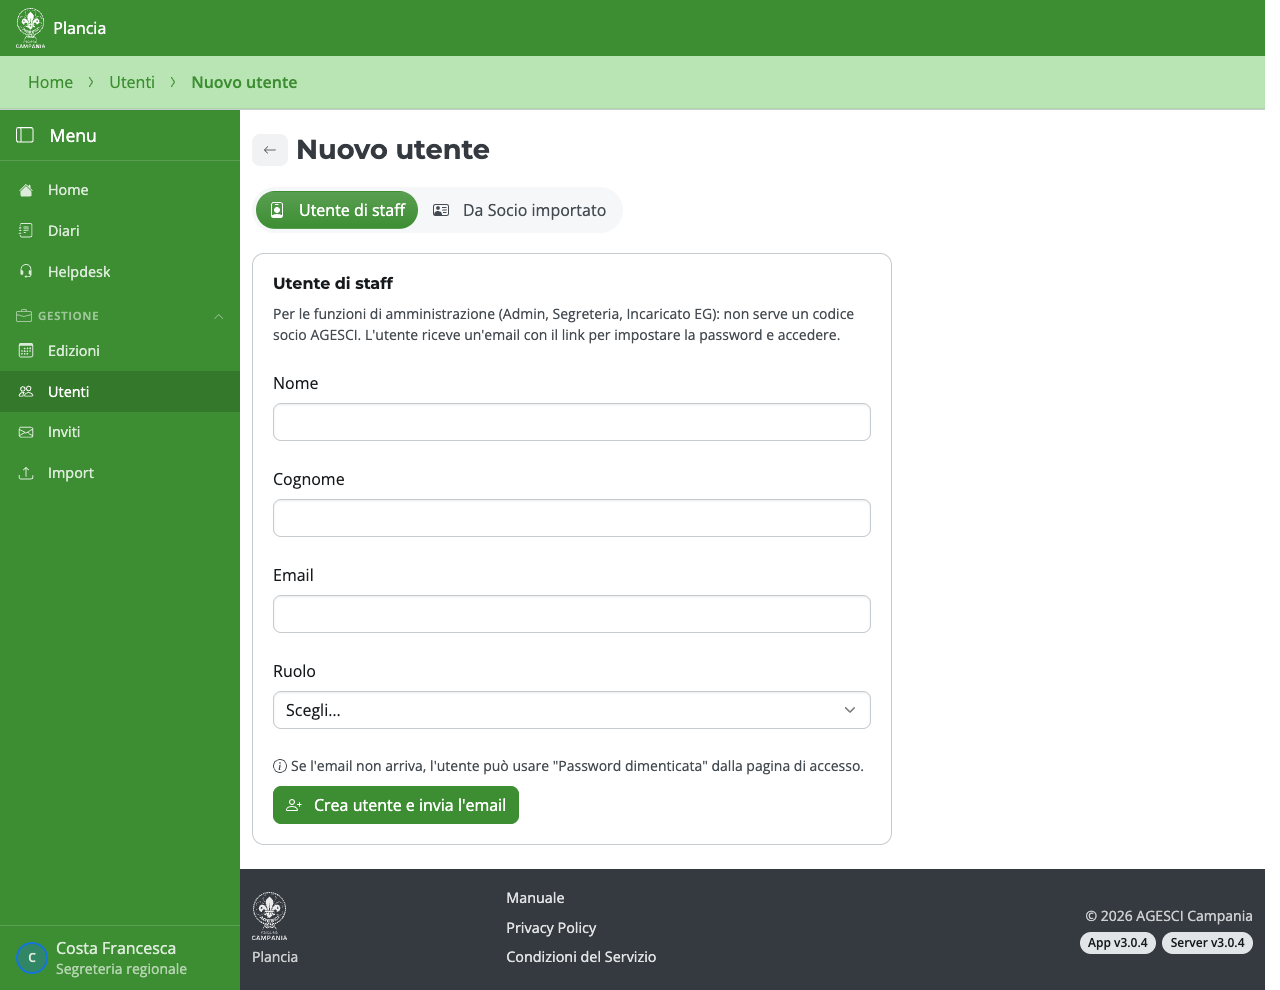 CAMPANIA
Plancia
Home
Utenti
Nuovo utente
Menu
Home
Diari
Helpdesk
GESTIONE
Edizioni
Utenti
Inviti
Import
C
Costa Francesca
Segreteria regionale
Nuovo utente
Utente di staff
Da Socio importato
Utente di staff
Per le funzioni di amministrazione (Admin, Segreteria, Incaricato EG): non serve un codice
socio AGESCI. L'utente riceve un'email con il link per impostare la password e accedere.
Nome
Cognome
Email
Ruolo
Scegli...
Se l'email non arriva, l'utente può usare "Password dimenticata" dalla pagina di accesso.
Crea utente e invia l'email
CAMPANIA
Plancia
Manuale
Privacy Policy
Condizioni del Servizio
© 2026 AGESCI Campania
App v3.0.4
Server v3.0.4